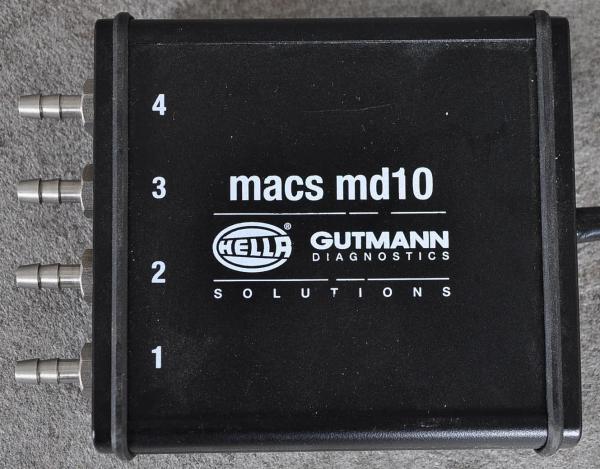 4
3
macs md10
HELLA ® GUTMANN
DIAGNOSTICS
2
SOLUTIONS
1